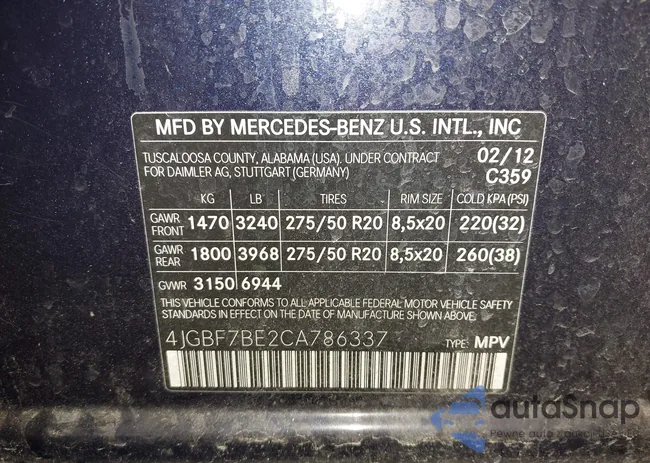 MFD BY MERCEDES-BENZ U.S. INTL., INC
TUSCALOOSA COUNTY, ALABAMA (USA). UNDER CONTRACT 02/12
FOR DAIMLER AG, STUTTGART (GERMANY) C359
KG LB TIRES RIM SIZE COLD KPA (PSI)
GAWR FRONT 1470 3240 275/50 R20 8,5x20 220(32)
GAWR REAR 1800 3968 275/50 R20 8,5x20 260(38)
GVWR 3150 6944
THIS VEHICLE CONFORMS TO ALL APPLICABLE FEDERAL MOTOR VEHICLE SAFETY
STANDARDS IN EFFECT ON THE DATE OF MANUFACTURE SHOWN ABOVE.
4JGBF7BE2CA786337 TYPE: MPV
autoSnap
Pewne auto z